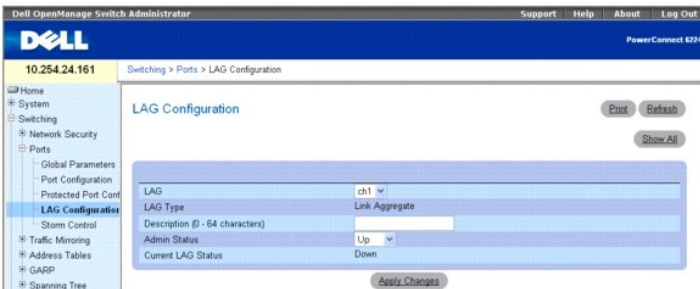 Dell OpenManage Switch Administrator
Support Help About Log Out
DELL
PowerConnect 6224
10.254.24.161
Switching > Ports > LAG Configuration
Home
System
Switching
Network Security
Ports
Global Parameters
Port Configuration
Protected Port Conf
LAG Configuration
Storm Control
Traffic Mirroring
Address Tables
GARP
Spanning Tree
LAG Configuration
Print Refresh
Show All
LAG ch1
LAG Type Link Aggregate
Description (0 - 64 characters)
Admin Status Up
Current LAG Status Down
Apply Changes